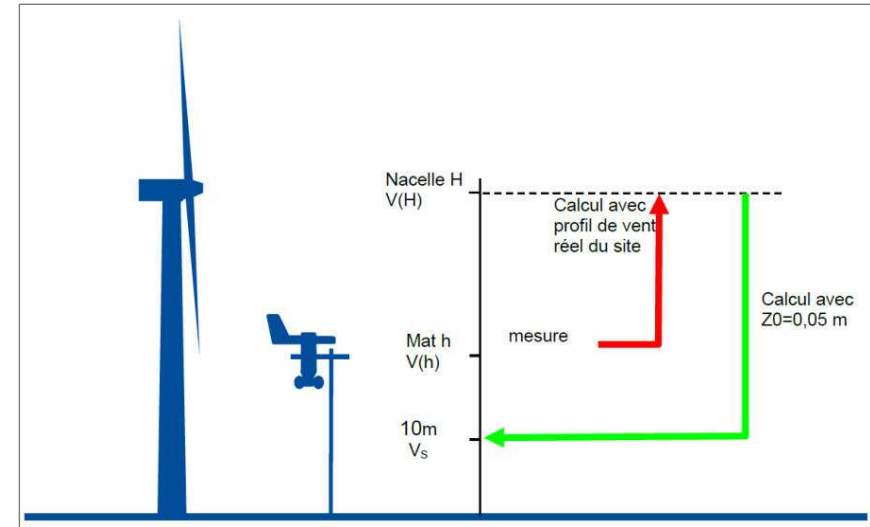 Nacelle H
V(H)
Calcul avec
profil de vent
réel du site
Calcul avec
Z0=0,05 m
Mat h
V(h)
mesure
10m
Vs